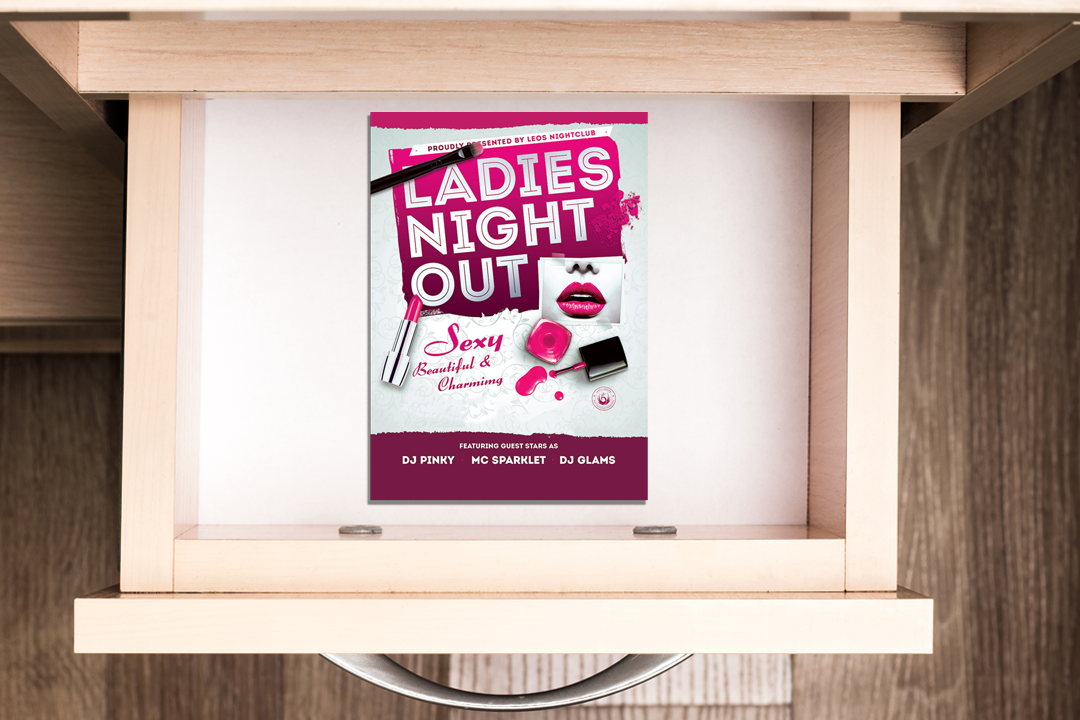 PROUDLY PRESENTED BY LEOS NIGHTCLUB
LADIES
NIGHT
OUT
Sexy
Beautiful &
Charmimg
FEATURING GUEST STARS AS
DJ PINKY MC SPARKLET DJ GLAMS